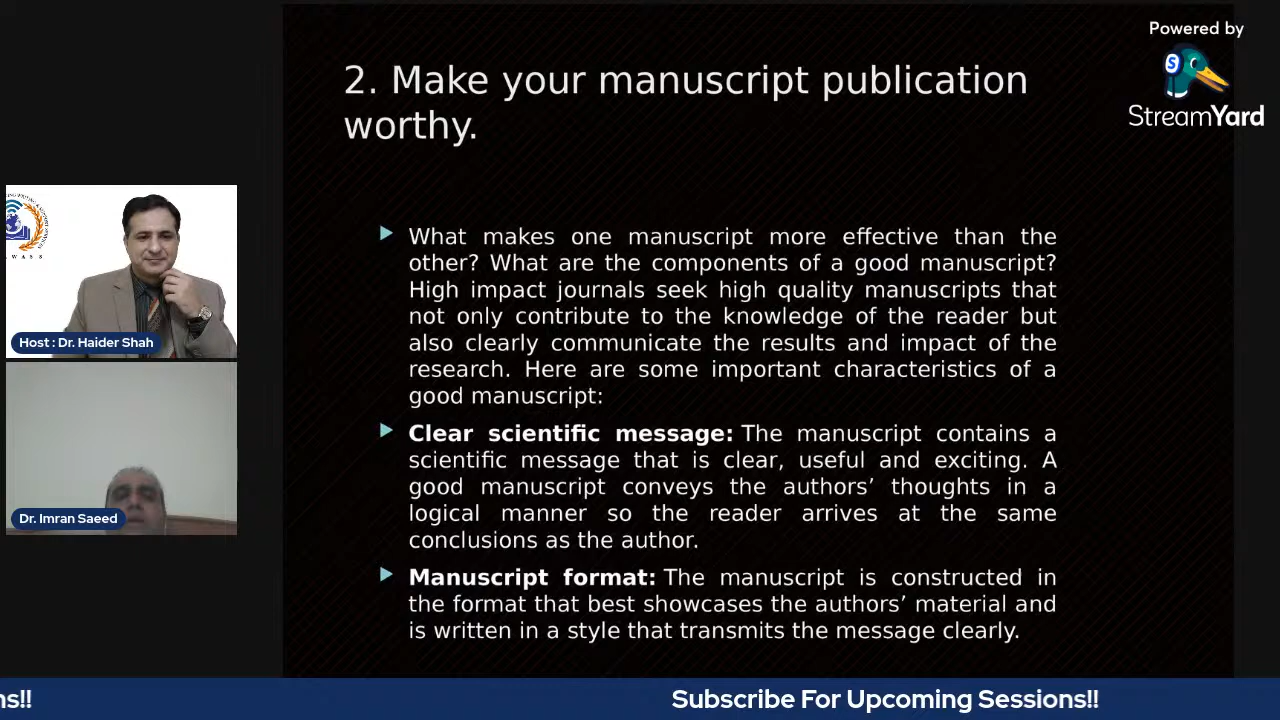 Powered by
StreamYard
2. Make your manuscript publication
worthy.
What makes one manuscript more effective than the
other? What are the components of a good manuscript?
High impact journals seek high quality manuscripts that
not only contribute to the knowledge of the reader but
also clearly communicate the results and impact of the
research. Here are some important characteristics of a
good manuscript:
Clear scientific message: The manuscript contains a
scientific message that is clear, useful and exciting. A
good manuscript conveys the authors’ thoughts in a
logical manner so the reader arrives at the same
conclusions as the author.
Manuscript format: The manuscript is constructed in
the format that best showcases the authors’ material and
is written in a style that transmits the message clearly.
Host : Dr. Haider Shah
Dr. Imran Saeed
ns!!
Subscribe For Upcoming Sessions!!